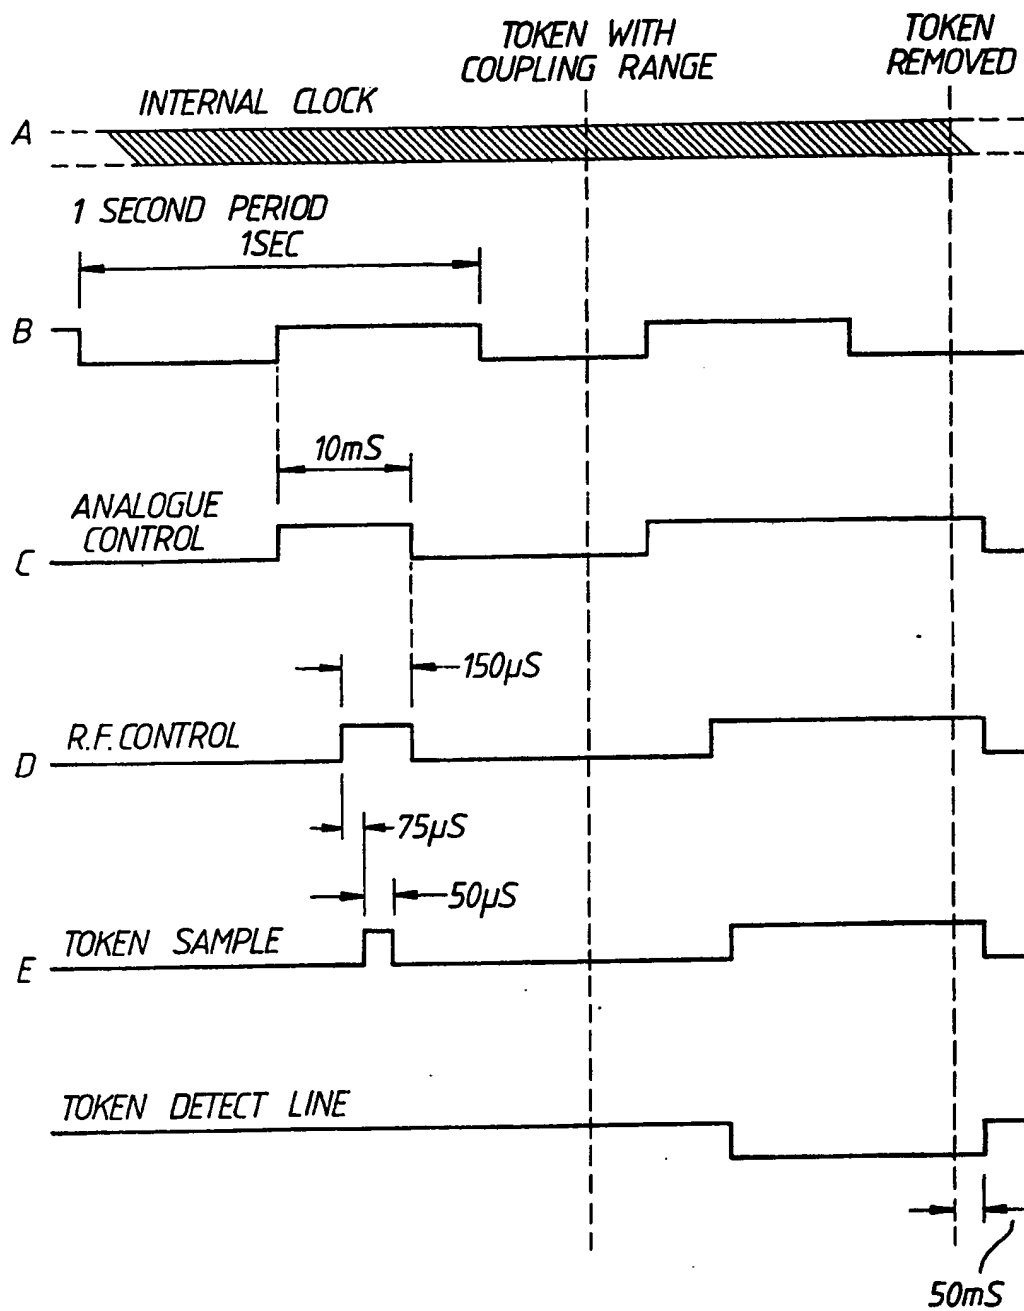 TOKEN WITH
COUPLING RANGE
TOKEN
REMOVED
INTERNAL CLOCK
A
1 SECOND PERIOD
1SEC
B
10mS
ANALOGUE
CONTROL
C
150µS
R.F. CONTROL
D
75µS
50µS
TOKEN SAMPLE
E
TOKEN DETECT LINE
50mS